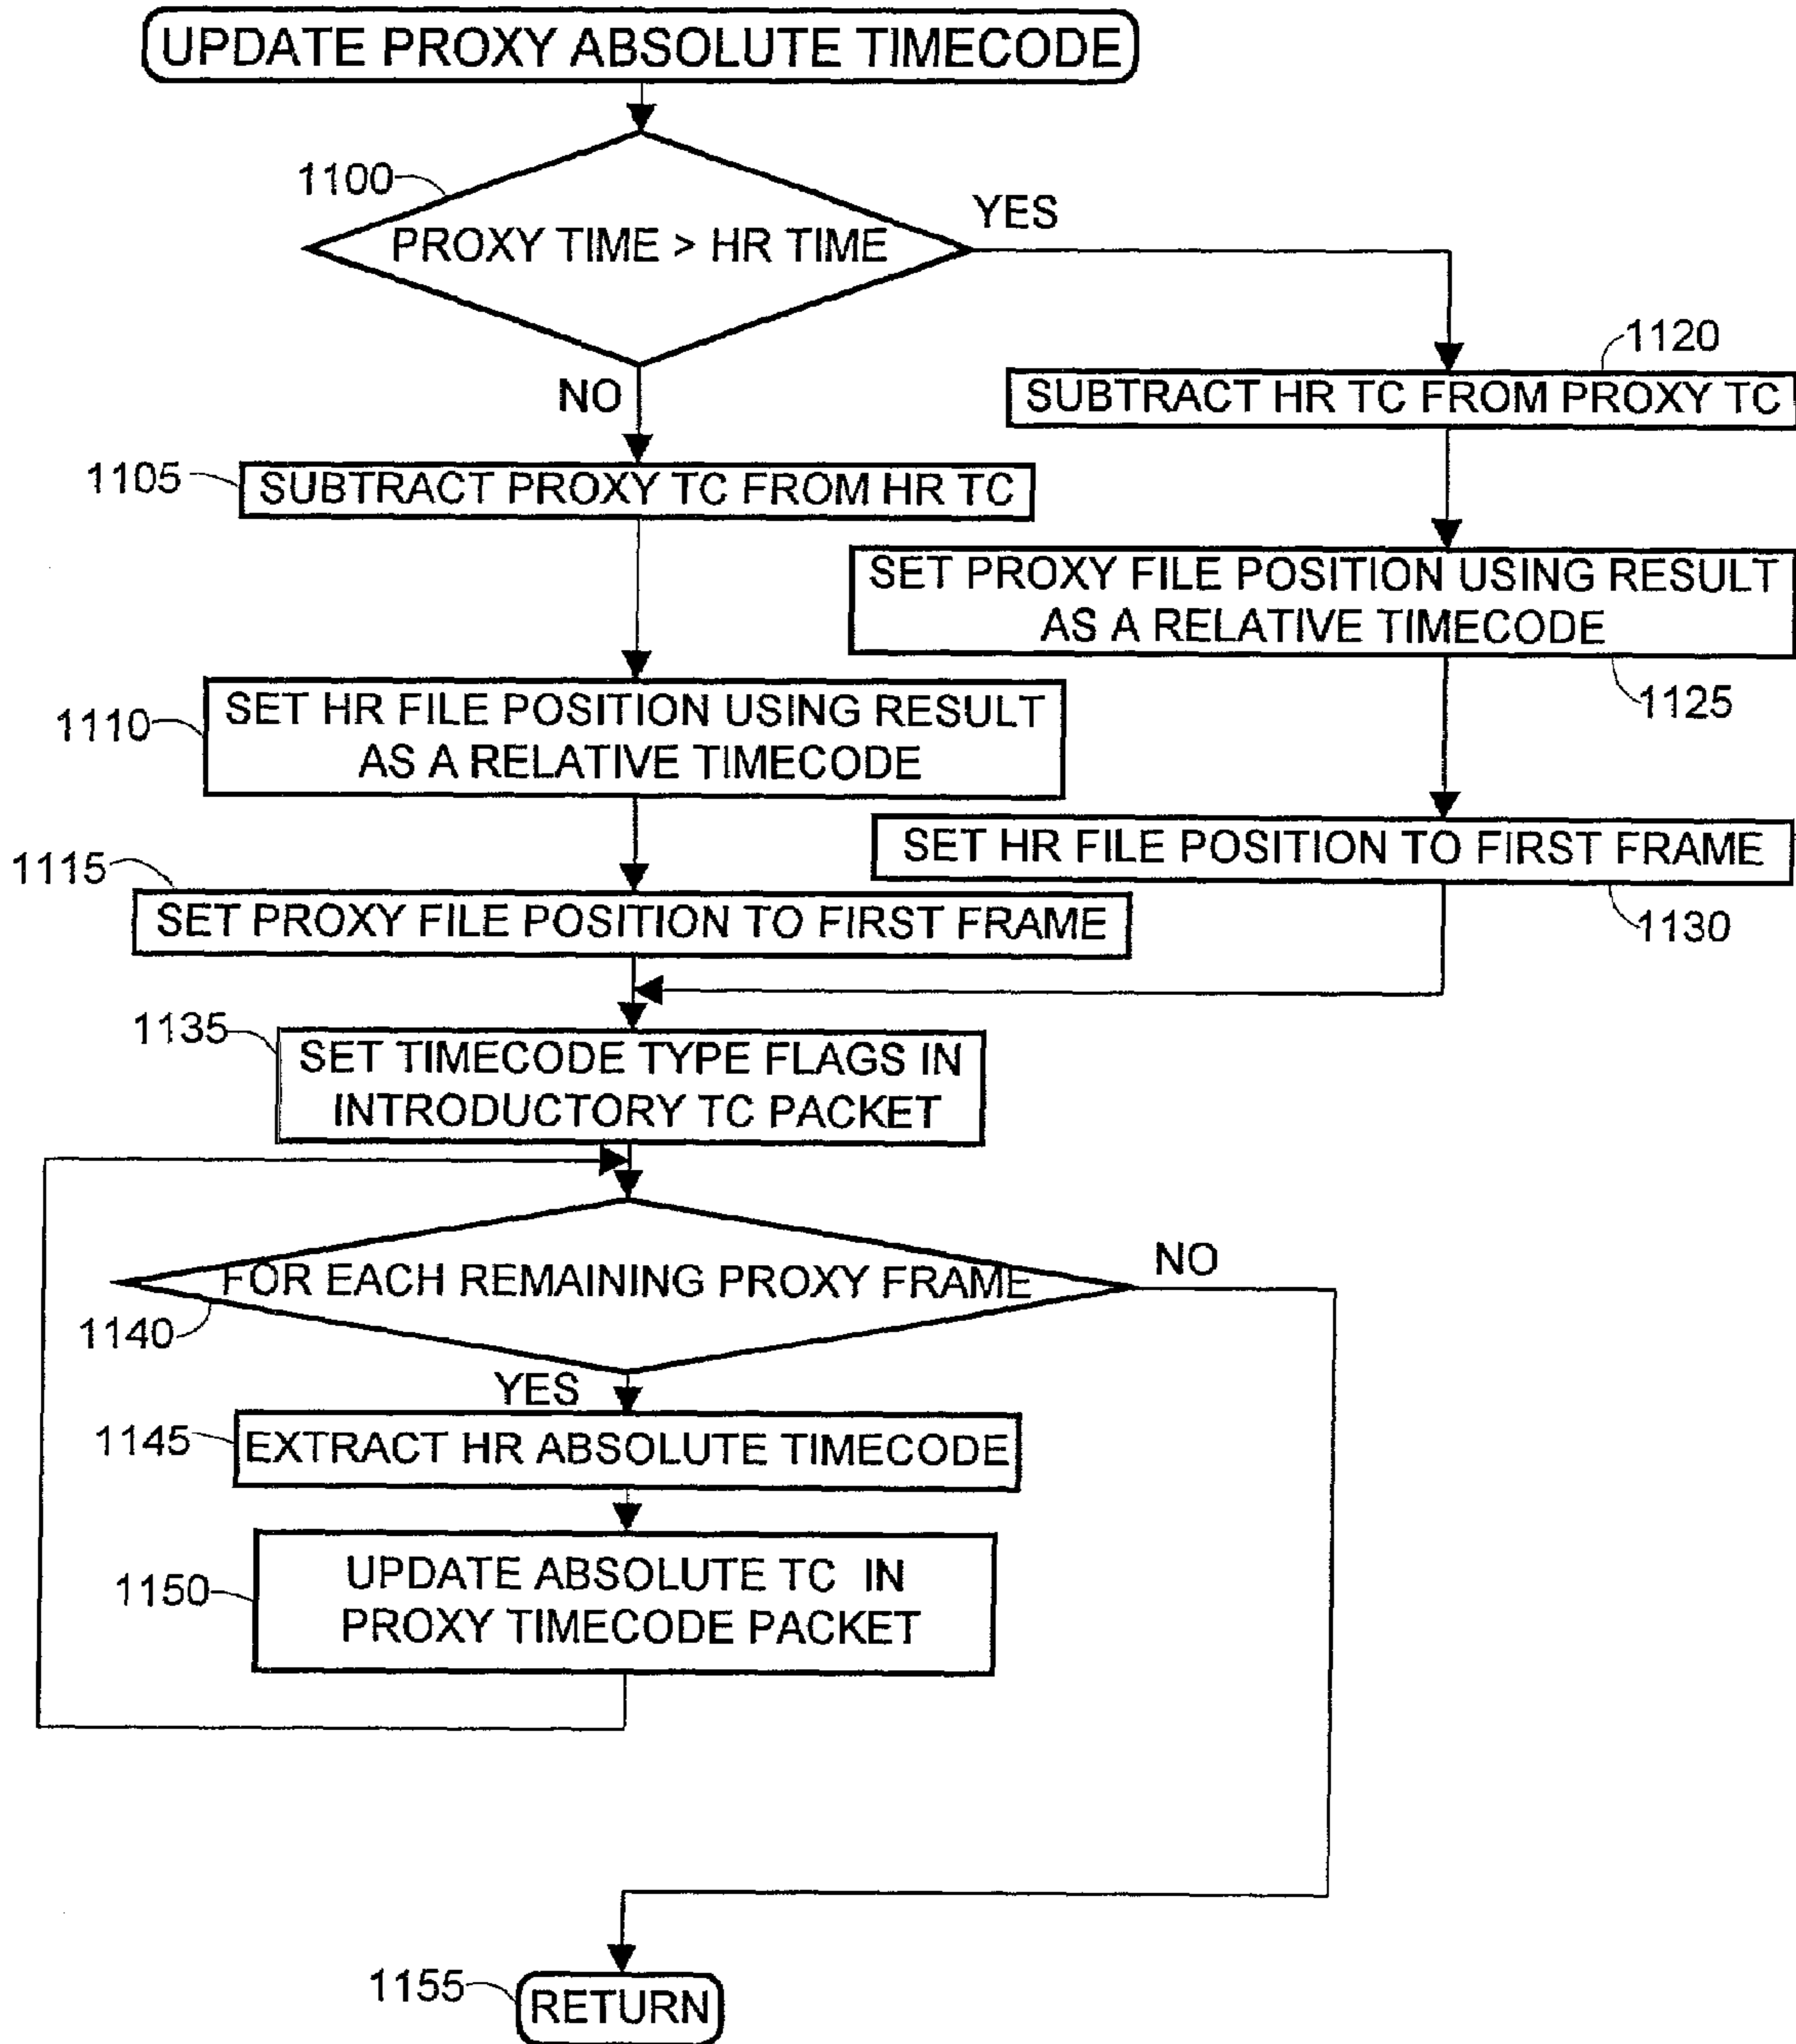 UPDATE PROXY ABSOLUTE TIMECODE
1100
PROXY TIME > HR TIME
YES
NO
1120
SUBTRACT HR TC FROM PROXY TC
1105
SUBTRACT PROXY TC FROM HR TC
SET PROXY FILE POSITION USING RESULT
AS A RELATIVE TIMECODE
1125
1110
SET HR FILE POSITION USING RESULT
AS A RELATIVE TIMECODE
SET HR FILE POSITION TO FIRST FRAME
1130
1115
SET PROXY FILE POSITION TO FIRST FRAME
1135
SET TIMECODE TYPE FLAGS IN
INTRODUCTORY TC PACKET
FOR EACH REMAINING PROXY FRAME
NO
1140
YES
1145
EXTRACT HR ABSOLUTE TIMECODE
1150
UPDATE ABSOLUTE TC IN
PROXY TIMECODE PACKET
1155
RETURN